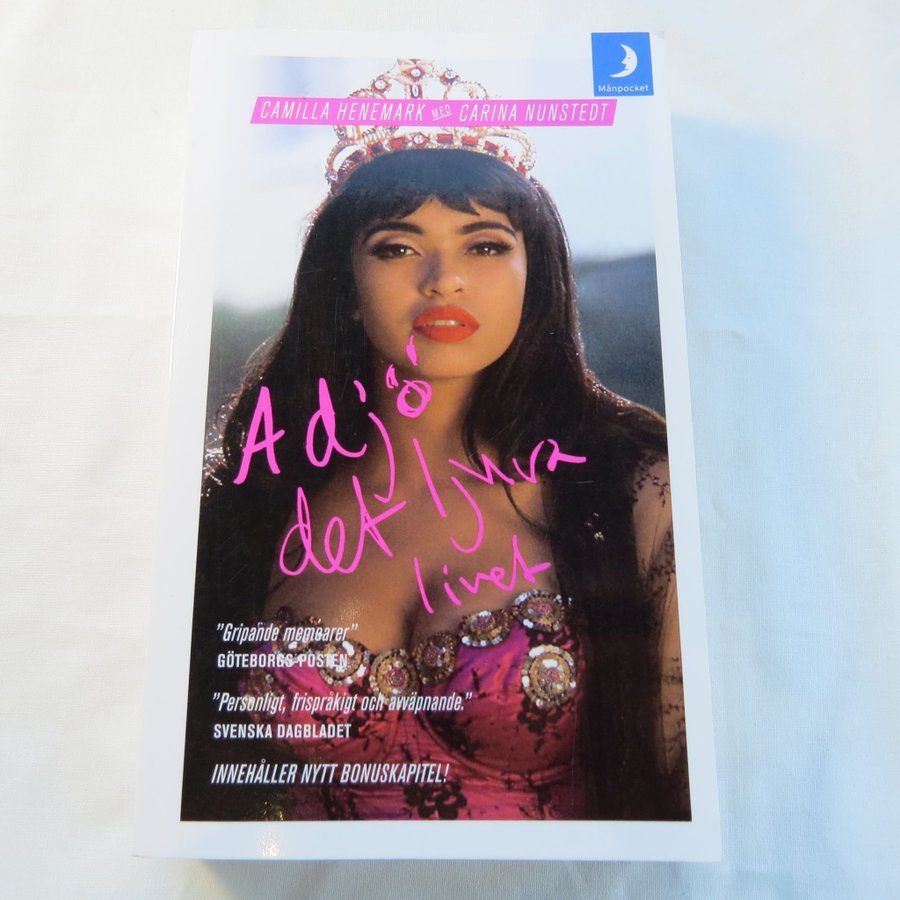 Månpocket
CAMILLA HENEMARK MED CARINA NUNSTEDT
Adjö
det ljuva
livet
"Gripande memoarer"
GÖTEBORGS-POSTEN
"Personligt, frispråkigt och avväpnande."
SVENSKA DAGBLADET
INNEHÅLLER NYTT BONUSKAPITEL!